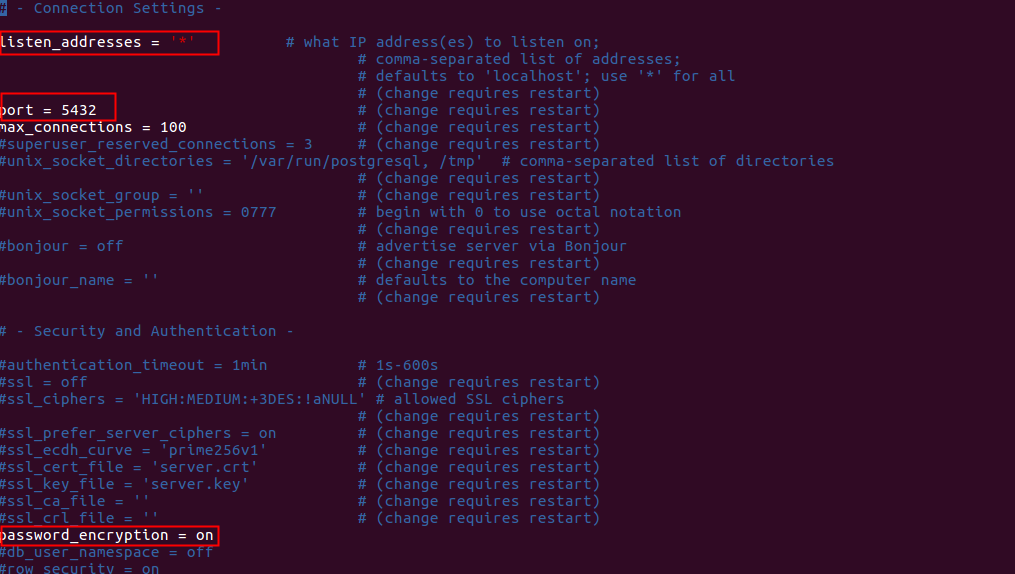 # - Connection Settings -
listen_addresses = '*' # what IP address(es) to listen on;
# comma-separated list of addresses;
# defaults to 'localhost'; use '*' for all
# (change requires restart)
port = 5432 # (change requires restart)
max_connections = 100 # (change requires restart)
#superuser_reserved_connections = 3 # (change requires restart)
#unix_socket_directories = '/var/run/postgresql, /tmp' # comma-separated list of directories
# (change requires restart)
#unix_socket_group = '' # (change requires restart)
#unix_socket_permissions = 0777 # begin with 0 to use octal notation
# (change requires restart)
#bonjour = off # advertise server via Bonjour
# (change requires restart)
#bonjour_name = '' # defaults to the computer name
# (change requires restart)
# - Security and Authentication -
#authentication_timeout = 1min # 1s-600s
#ssl = off # (change requires restart)
#ssl_ciphers = 'HIGH:MEDIUM:+3DES:!aNULL' # allowed SSL ciphers
# (change requires restart)
#ssl_prefer_server_ciphers = on # (change requires restart)
#ssl_ecdh_curve = 'prime256v1' # (change requires restart)
#ssl_cert_file = 'server.crt' # (change requires restart)
#ssl_key_file = 'server.key' # (change requires restart)
#ssl_ca_file = '' # (change requires restart)
#ssl_crl_file = '' # (change requires restart)
password_encryption = on
#db_user_namespace = off
#row_security = on